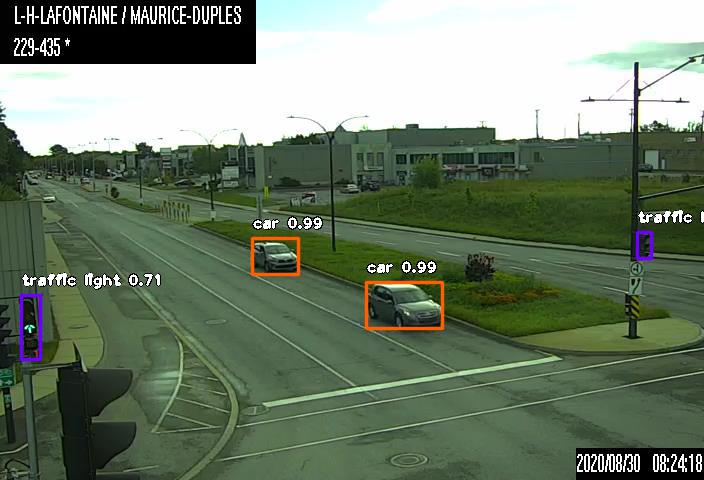 L-H-LAFONTAINE / MAURICE-DUPLES
229-435 *
car 0.99
traffic l
car 0.99
traffic light 0.71
2020/08/30 08:24:18